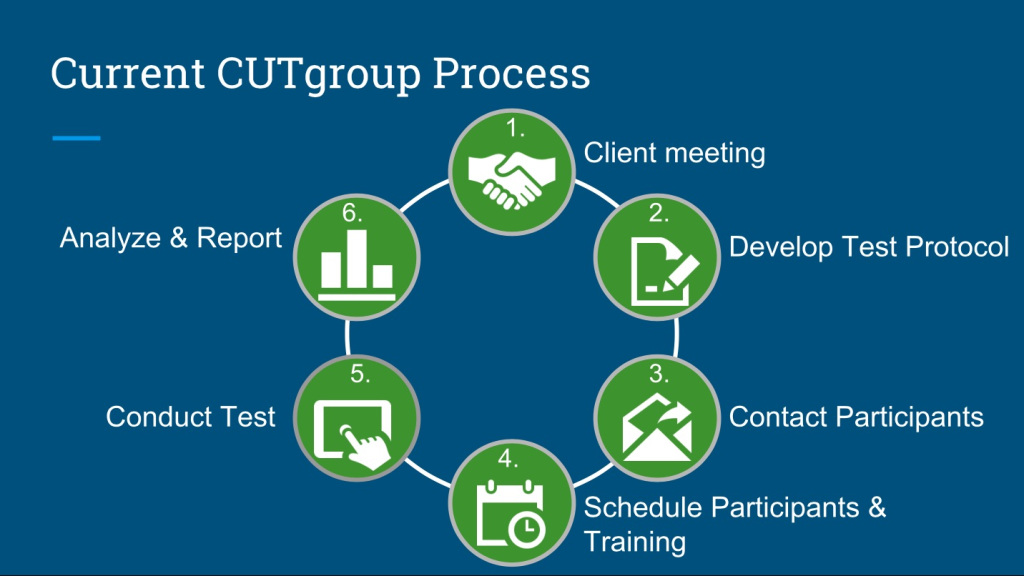 Current CUTgroup Process
1.
Client meeting
2.
Develop Test Protocol
3.
Contact Participants
4.
Schedule Participants &
Training
5.
Conduct Test
6.
Analyze & Report